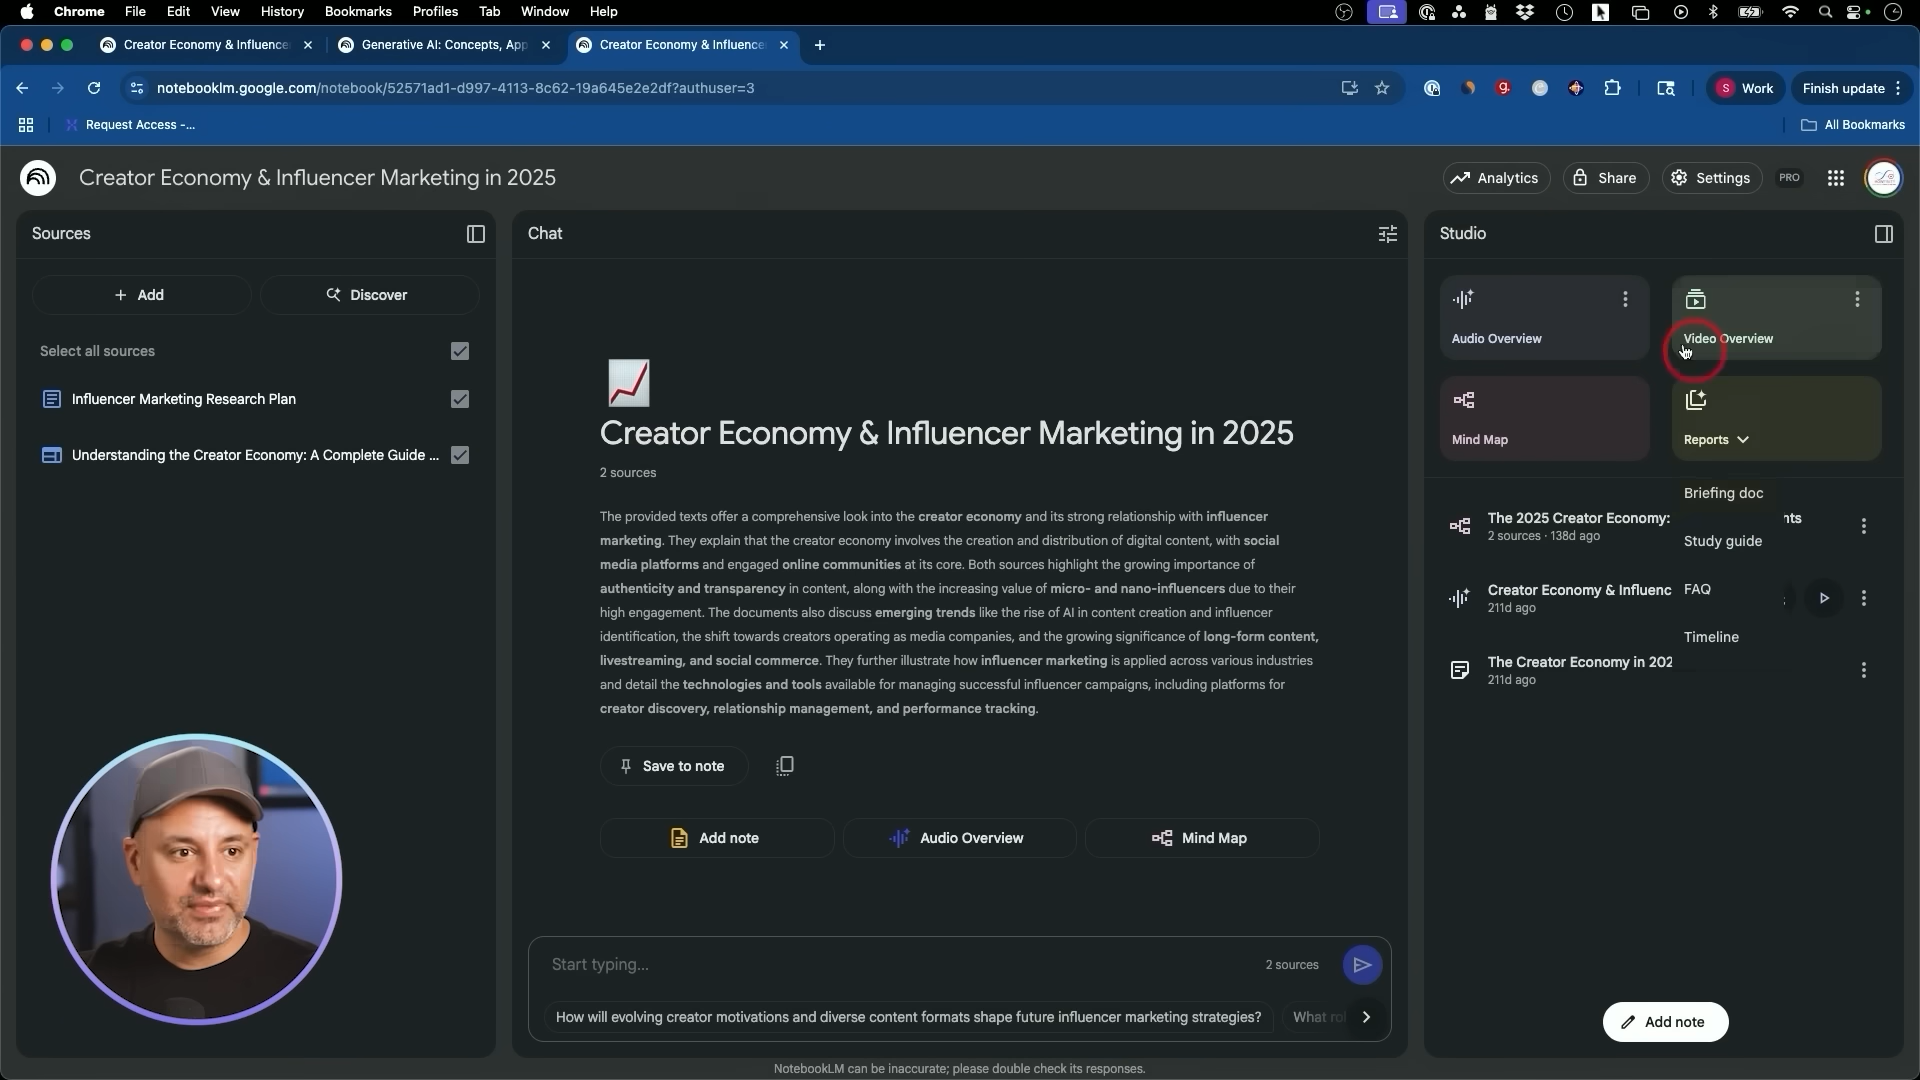 Chrome File Edit View History Bookmarks Profiles Tab Window Help
Creator Economy & Influence
Generative AI: Concepts, App
Creator Economy & Influence
notebooklm.google.com/notebook/52571ad1-d997-4113-8c62-19a645e2e2df?authuser=3
g.
S Work
Finish update
Request Access -...
All Bookmarks
Creator Economy & Influencer Marketing in 2025
Analytics
Share
Settings
PRO
Sources
+ Add
Discover
Select all sources
Influencer Marketing Research Plan
Understanding the Creator Economy: A Complete Guide ...
Chat
Creator Economy & Influencer Marketing in 2025
2 sources
The provided texts offer a comprehensive look into the creator economy and its strong relationship with influencer
marketing. They explain that the creator economy involves the creation and distribution of digital content, with social
media platforms and engaged online communities at its core. Both sources highlight the growing importance of
authenticity and transparency in content, along with the increasing value of micro- and nano-influencers due to their
high engagement. The documents also discuss emerging trends like the rise of AI in content creation and influencer
identification, the shift towards creators operating as media companies, and the growing significance of long-form content,
livestreaming, and social commerce. They further illustrate how influencer marketing is applied across various industries
and detail the technologies and tools available for managing successful influencer campaigns, including platforms for
creator discovery, relationship management, and performance tracking.
Save to note
Add note
Audio Overview
Mind Map
Start typing...
2 sources
How will evolving creator motivations and diverse content formats shape future influencer marketing strategies?
What rol
NotebookLM can be inaccurate; please double check its responses.
Studio
Audio Overview
Video Overview
Mind Map
Reports
Briefing doc
Study guide
FAQ
Timeline
The 2025 Creator Economy: nts
2 sources · 138d ago
Creator Economy & Influenc
211d ago
The Creator Economy in 202
211d ago
Add note